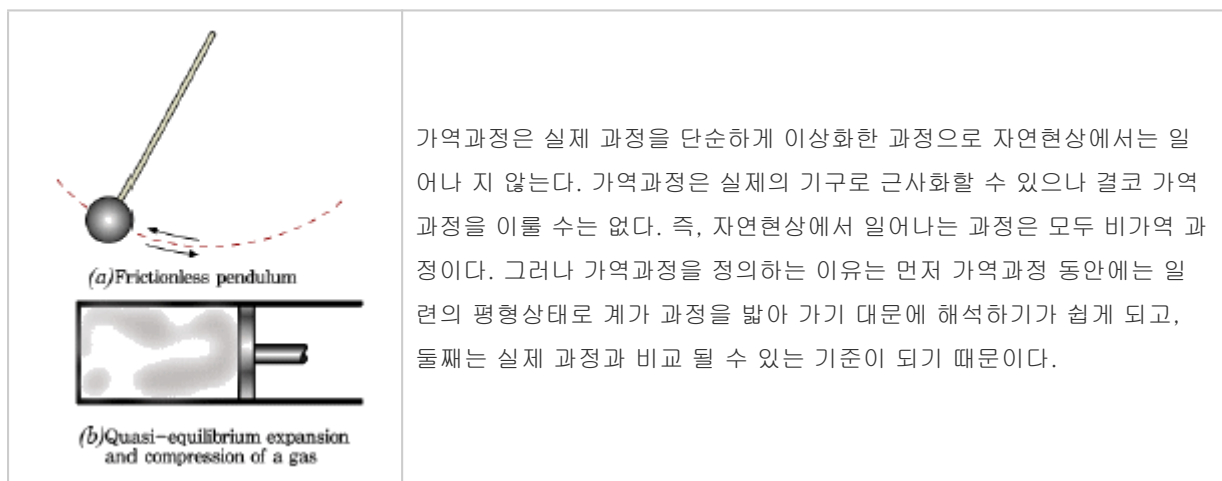 (a)Frictionless pendulum
(b)Quasi-equilibrium expansion
and compression of a gas
가역과정은 실제 과정을 단순하게 이상화한 과정으로 자연현상에서는 일
어나 지 않는다. 가역과정은 실제의 기구로 근사화할 수 있으나 결코 가역
과정을 이룰 수는 없다. 즉, 자연현상에서 일어나는 과정은 모두 비가역 과
정이다. 그러나 가역과정을 정의하는 이유는 먼저 가역과정 동안에는 일
련의 평형상태로 계가 과정을 밟아 가기 대문에 해석하기가 쉽게 되고,
둘째는 실제 과정과 비교 될 수 있는 기준이 되기 때문이다.